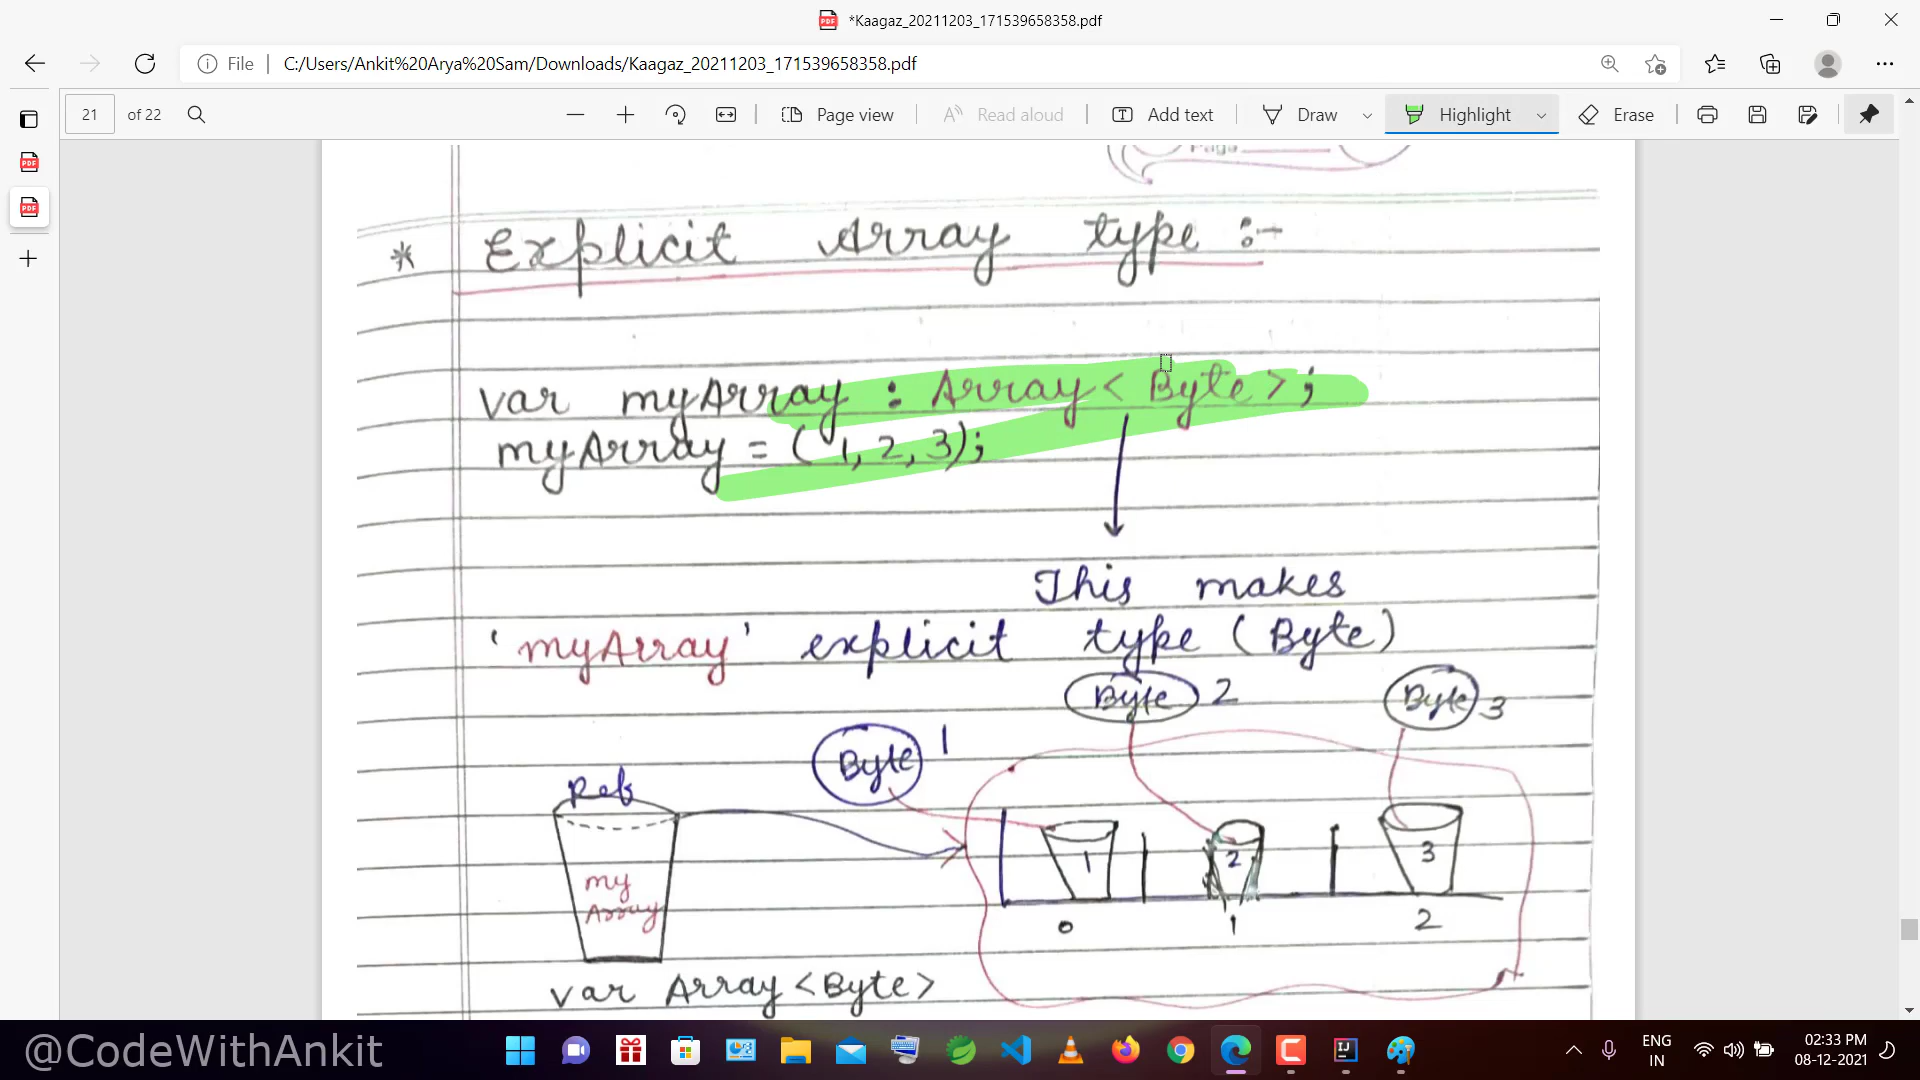 *Kaagaz_20211203_171539658358.pdf
File
C:/Users/Ankit%20Arya%20Sam/Downloads/Kaagaz_20211203_171539658358.pdf
21 of 22 Page view Read aloud Add text Draw Highlight Erase
Page
* Explicit Array type :-
var myArray : Array< Byte>;
myArray = ( 1, 2, 3);
This makes
'myArray' explicit type ( Byte)
Byte 2 Byte 3
Byte 1
Ref
1 2 3
my
Array
0 1 2
var Array <Byte>
@CodeWithAnkit
ENG
IN
02:33 PM
08-12-2021